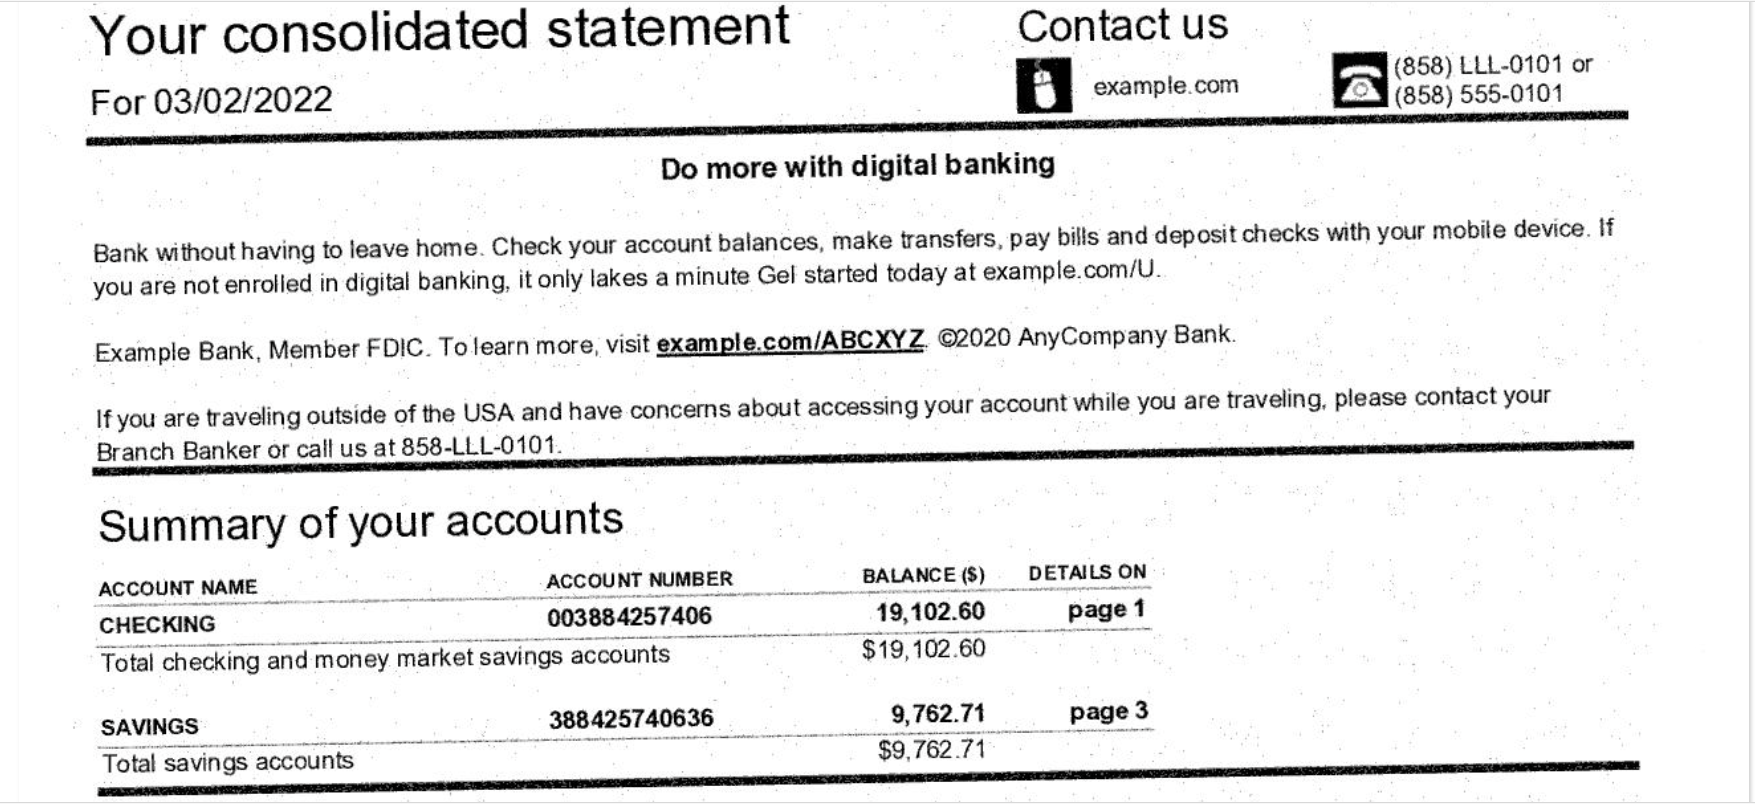 Your consolidated statement
For 03/02/2022
Contact us
example.com
(858) LLL-0101 or
(858) 555-0101
Do more with digital banking
Bank without having to leave home. Check your account balances, make transfers, pay bills and deposit checks with your mobile device. If
you are not enrolled in digital banking, it only lakes a minute Gel started today at example.com/U.
Example Bank, Member FDIC. To learn more, visit example.com/ABCXYZ. ©2020 AnyCompany Bank.
If you are traveling outside of the USA and have concerns about accessing your account while you are traveling, please contact your
Branch Banker or call us at 858-LLL-0101.
Summary of your accounts
ACCOUNT NAME ACCOUNT NUMBER BALANCE ($) DETAILS ON
CHECKING 003884257406 19,102.60 page 1
Total checking and money market savings accounts $19,102.60
SAVINGS 388425740636 9,762.71 page 3
Total savings accounts $9,762.71